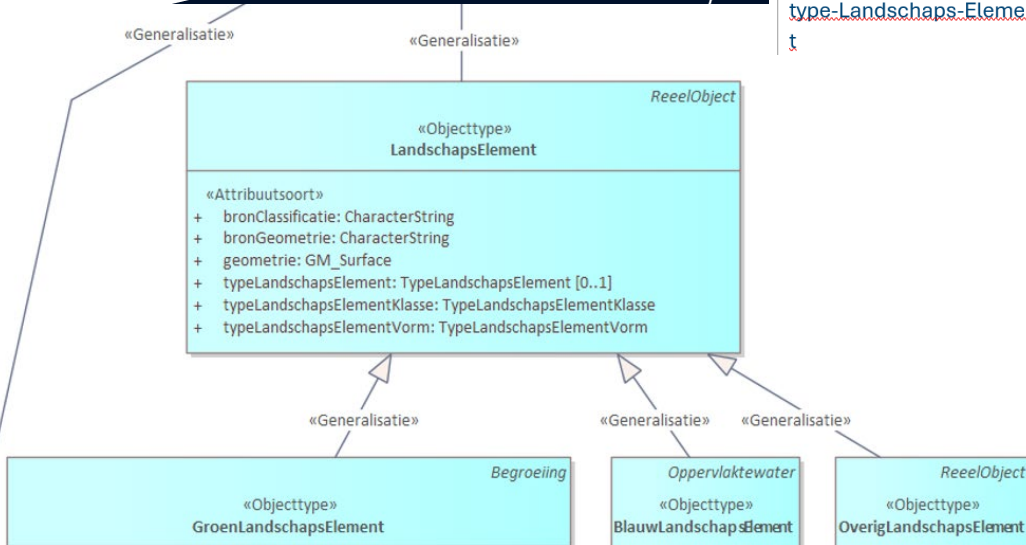 type-Landschaps-Eleme
t
«Generalisatie»
«Generalisatie»
ReeelObject
«Objecttype»
LandschapsElement
«Attribuutsoort»
+ bronClassificatie: CharacterString
+ bronGeometrie: CharacterString
+ geometrie: GM_Surface
+ typeLandschapsElement: TypeLandschapsElement [0..1]
+ typeLandschapsElementKlasse: TypeLandschapsElementKlasse
+ typeLandschapsElementVorm: TypeLandschapsElementVorm
«Generalisatie»
«Generalisatie»
«Generalisatie»
Begroeiing
«Objecttype»
GroenLandschapsElement
Oppervlaktewater
«Objecttype»
BlauwLandschapsElement
ReeelObject
«Objecttype»
OverigLandschapsElement